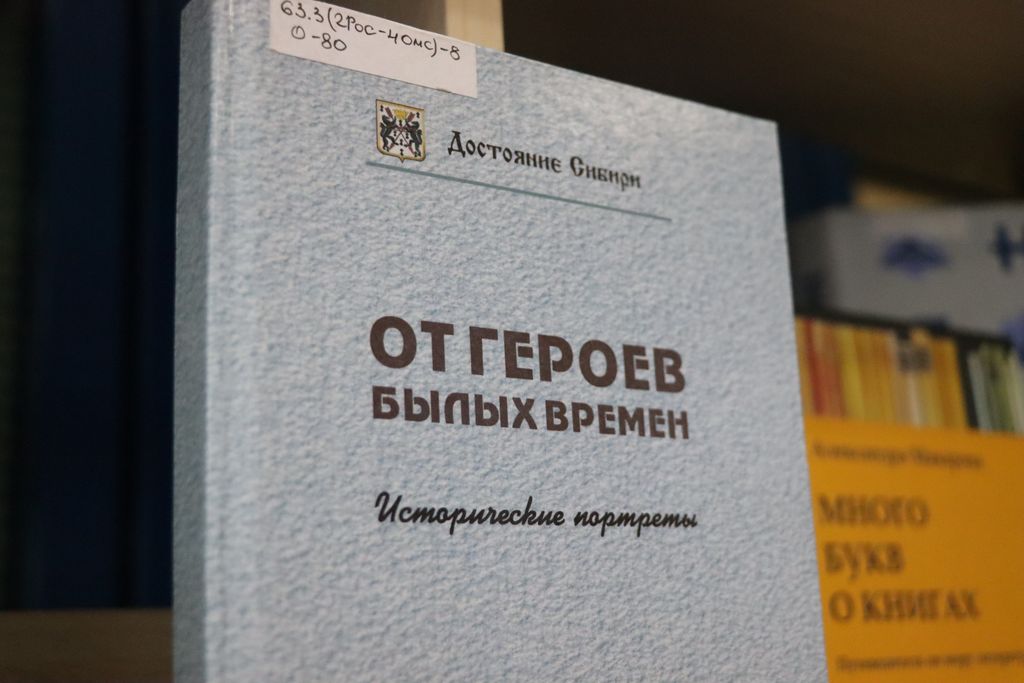 63.3(2Рос-4Омс)-8
О-80
Достояние Сибири
ОТ ГЕРОЕВ
БЫЛЫХ ВРЕМЕН
Исторические портреты
МНОГО
БУКВ
О КНИГАХ